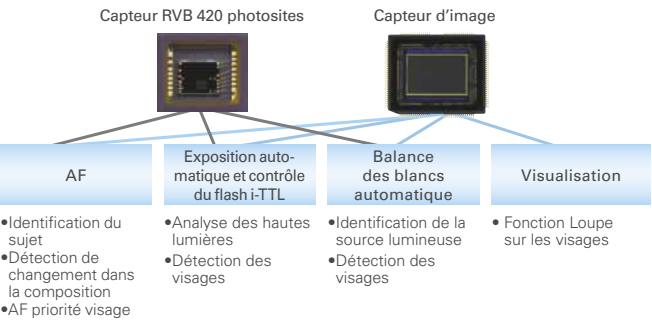 Capteur RVB 420 photosites
Capteur d'image
AF
Exposition auto-
matique et contrôle
du flash i-TTL
Balance
des blancs
automatique
Visualisation
•Identification du
sujet
•Détection de
changement dans
la composition
•AF priorité visage
•Analyse des hautes
lumières
•Détection des
visages
•Identification de la
source lumineuse
•Détection des
visages
• Fonction Loupe
sur les visages